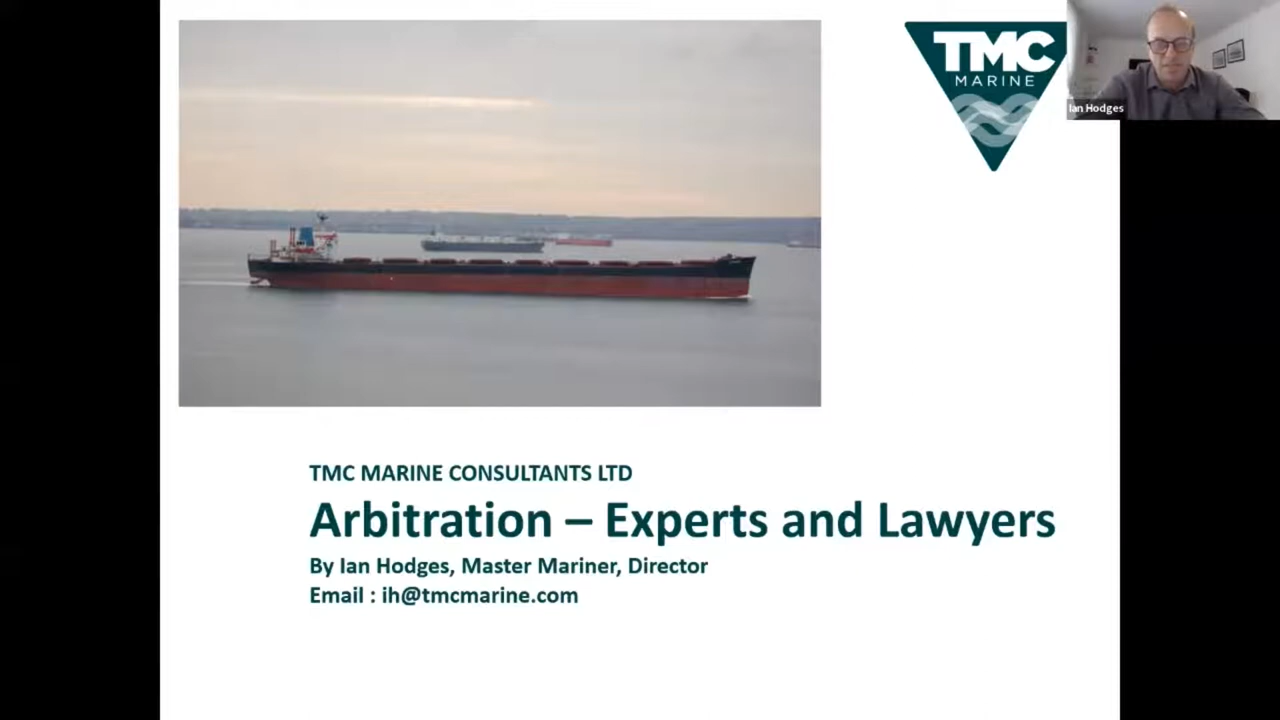 TMC
MARINE
Ian Hodges
TMC MARINE CONSULTANTS LTD
Arbitration – Experts and Lawyers
By Ian Hodges, Master Mariner, Director
Email : ih@tmcmarine.com